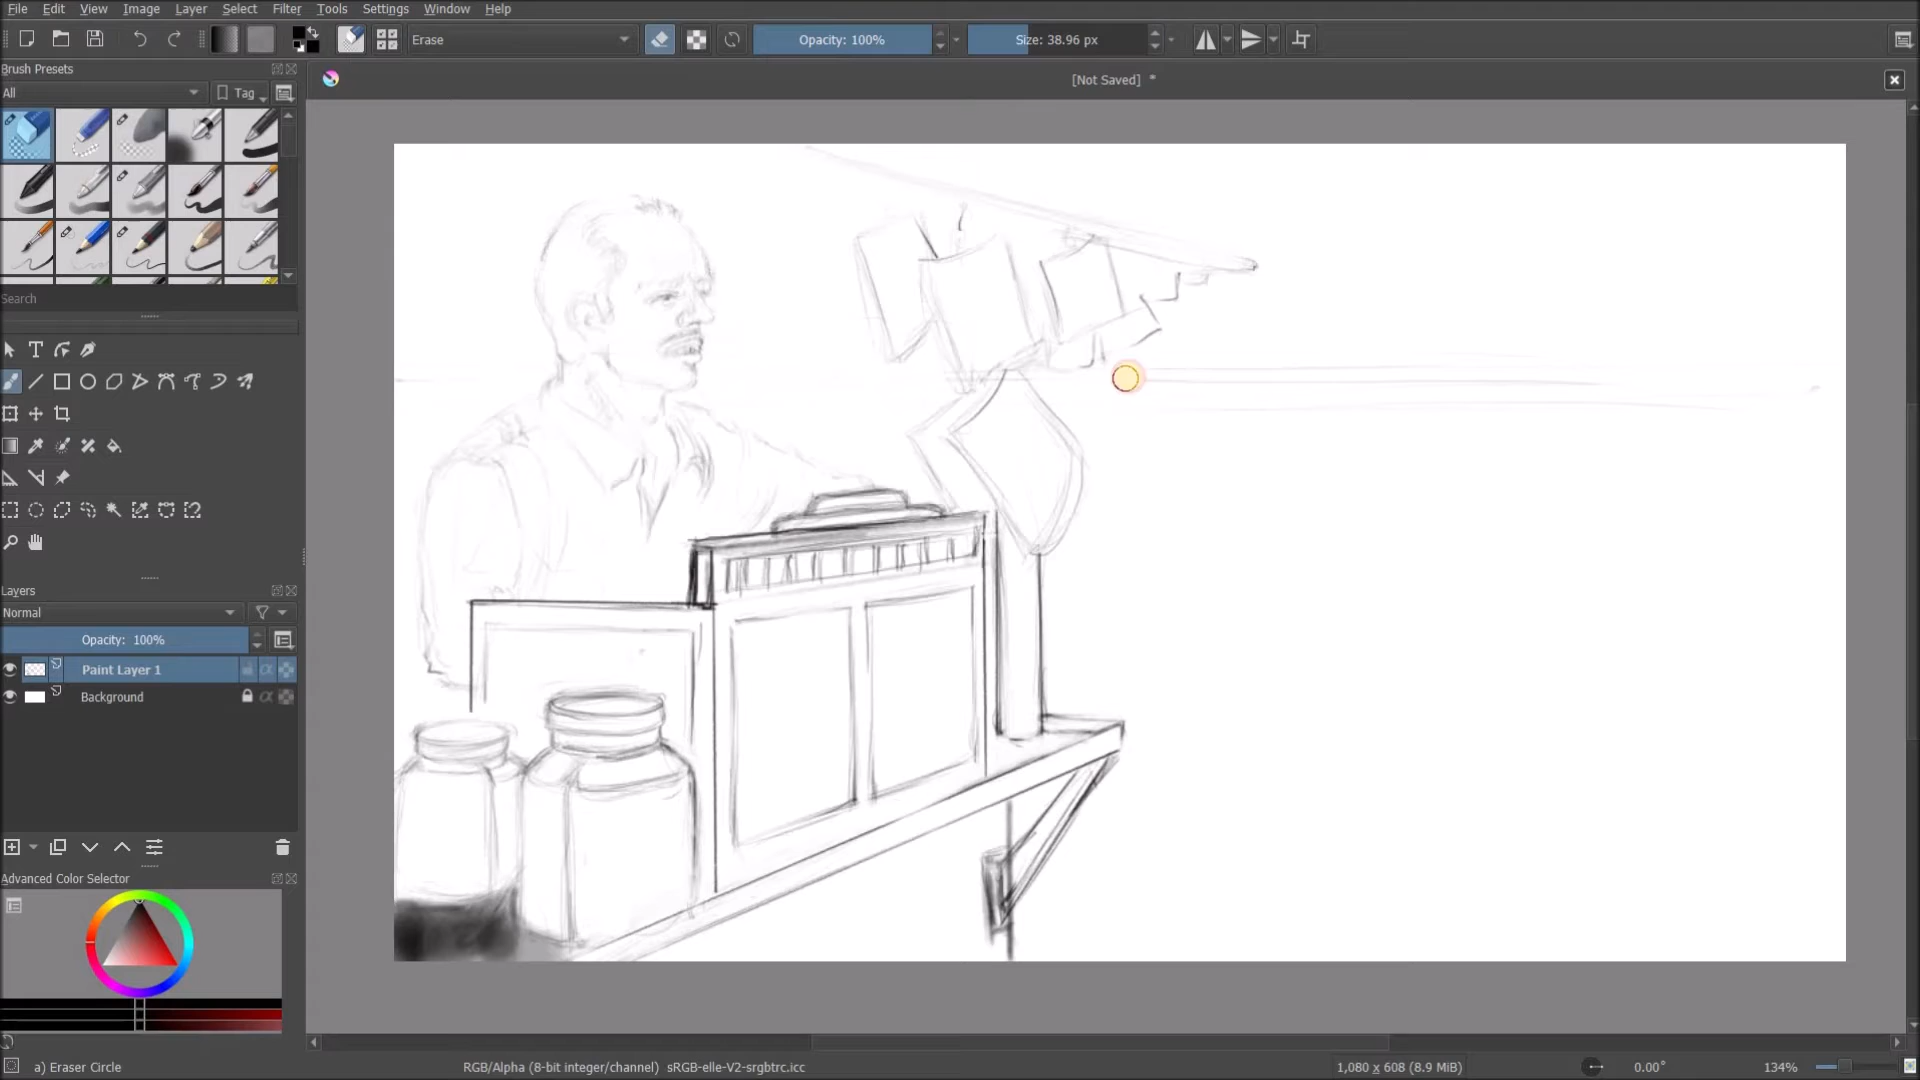 File Edit View Image Layer Select Filter Tools Settings Window Help
Erase Opacity: 100% Size: 38.96 px
Brush Presets
[Not Saved] *
All Tag
Search
Layers
Normal
Opacity: 100%
Paint Layer 1
Background
Advanced Color Selector
a) Eraser Circle RGB/Alpha (8-bit integer/channel) sRGB-elle-V2-srgbtrc.icc 1,080 x 608 (8.9 MiB) 0.00° 134%